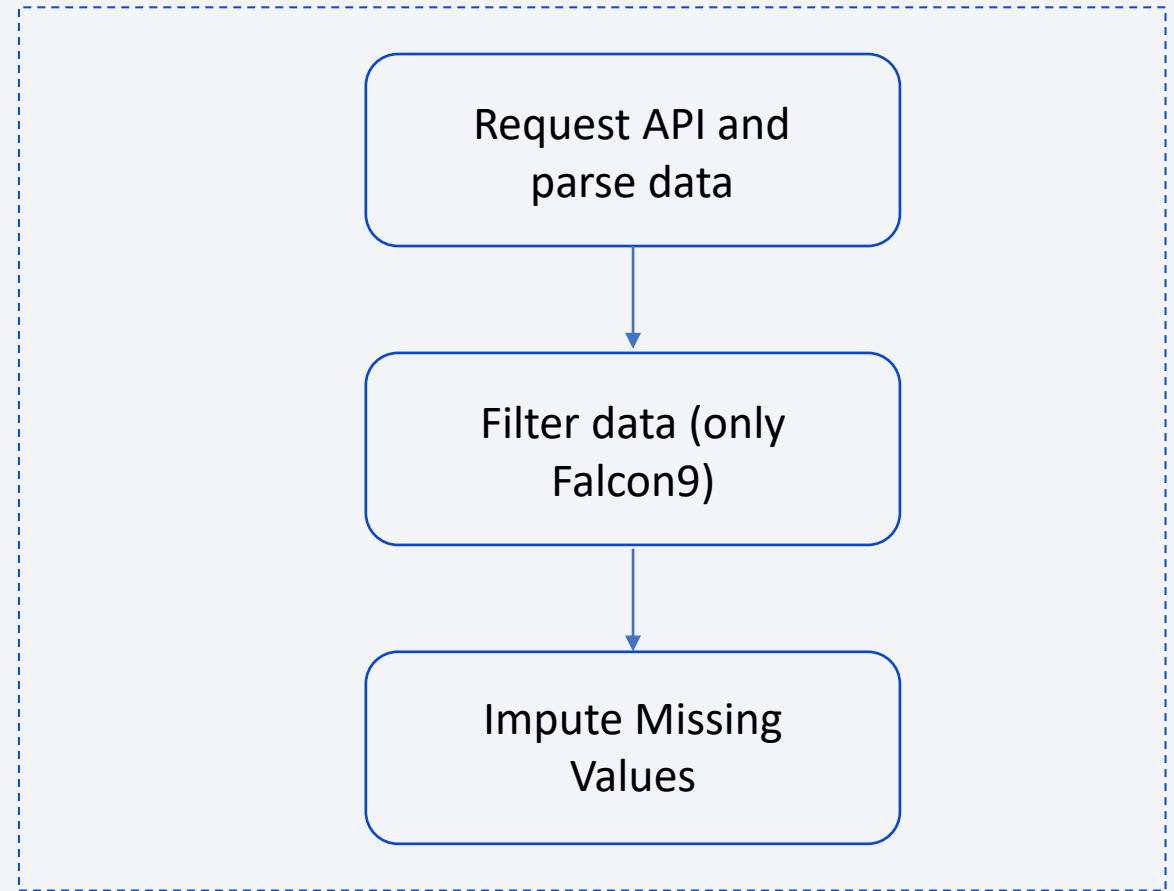 Request API and
parse data
Filter data (only
Falcon9)
Impute Missing
Values